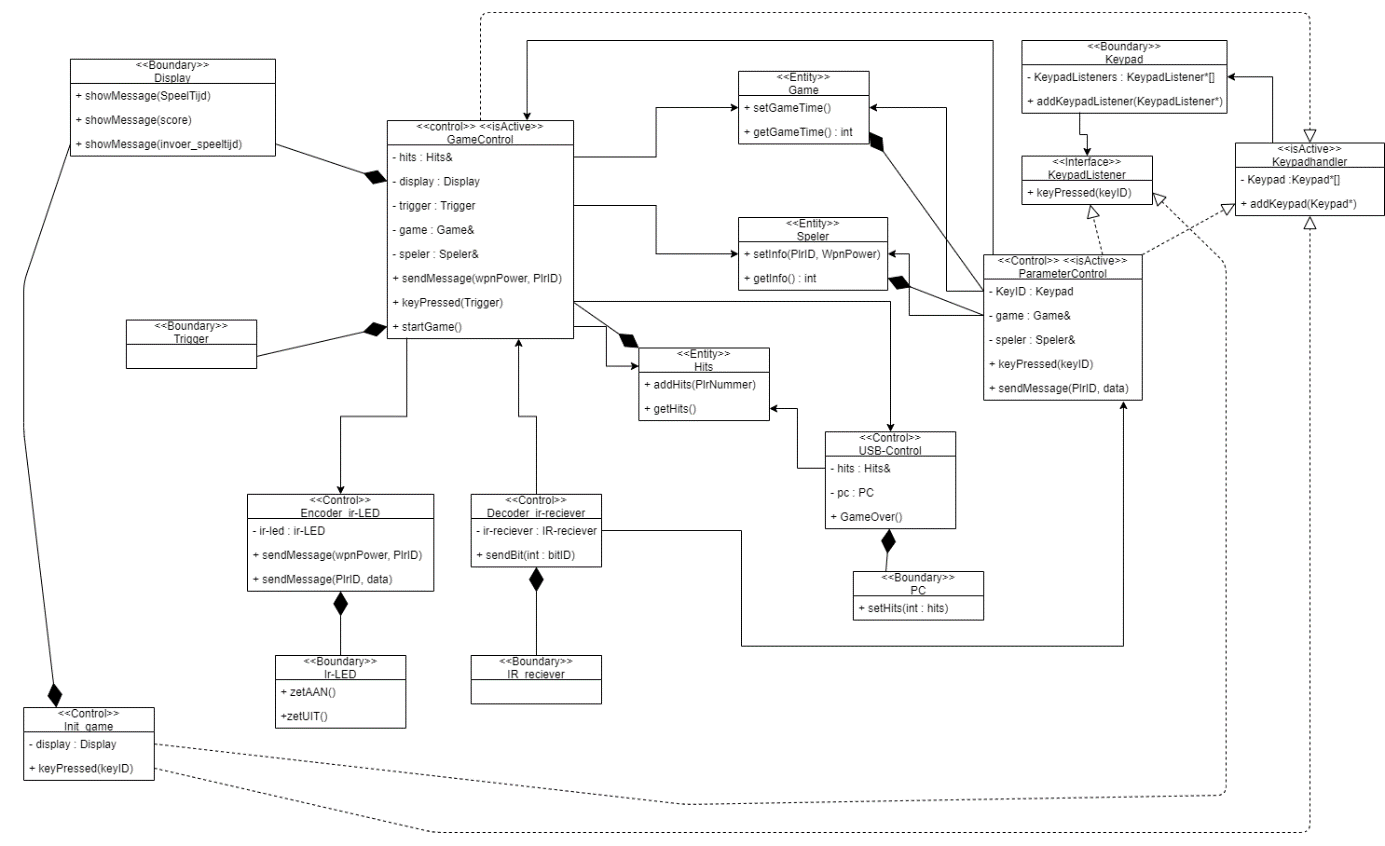 <<Boundary>>
Display
+ showMessage(SpeelTijd)
+ showMessage(score)
+ showMessage(invoer_speeltijd)
<<control>> <<isActive>>
GameControl
- hits : Hits&
- display : Display
- trigger : Trigger
- game : Game&
- speler : Speler&
+ sendMessage(wpnPower, PlrID)
+ keyPressed(Trigger)
+ startGame()
<<Entity>>
Game
+ setGameTime()
+ getGameTime() : int
<<Boundary>>
Keypad
- KeypadListeners : KeypadListener*[]
+ addKeypadListener(KeypadListener*)
<<Interface>>
KeypadListener
+ keyPressed(keyID)
<<isActive>>
Keypadhandler
- Keypad :Keypad*[]
+ addKeypad(Keypad*)
<<Entity>>
Speler
+ setInfo(PlrID, WpnPower)
+ getInfo() : int
<<Control>> <<isActive>>
ParameterControl
- KeyID : Keypad
- game : Game&
- speler : Speler&
+ keyPressed(keyID)
+ sendMessage(PlrID, data)
<<Boundary>>
Trigger
<<Entity>>
Hits
+ addHits(PlrNummer)
+ getHits()
<<Control>>
USB-Control
- hits : Hits&
- pc : PC
+ GameOver()
<<Control>>
Encoder_ir-LED
- ir-led : ir-LED
+ sendMessage(wpnPower, PlrID)
+ sendMessage(PlrID, data)
<<Control>>
Decoder_ir-reciever
- ir-reciever : IR-reciever
+ sendBit(int : bitID)
<<Boundary>>
PC
+ setHits(int : hits)
<<Boundary>>
Ir-LED
+ zetAAN()
+zetUIT()
<<Boundary>>
IR_reciever
<<Control>>
Init_game
- display : Display
+ keyPressed(keyID)